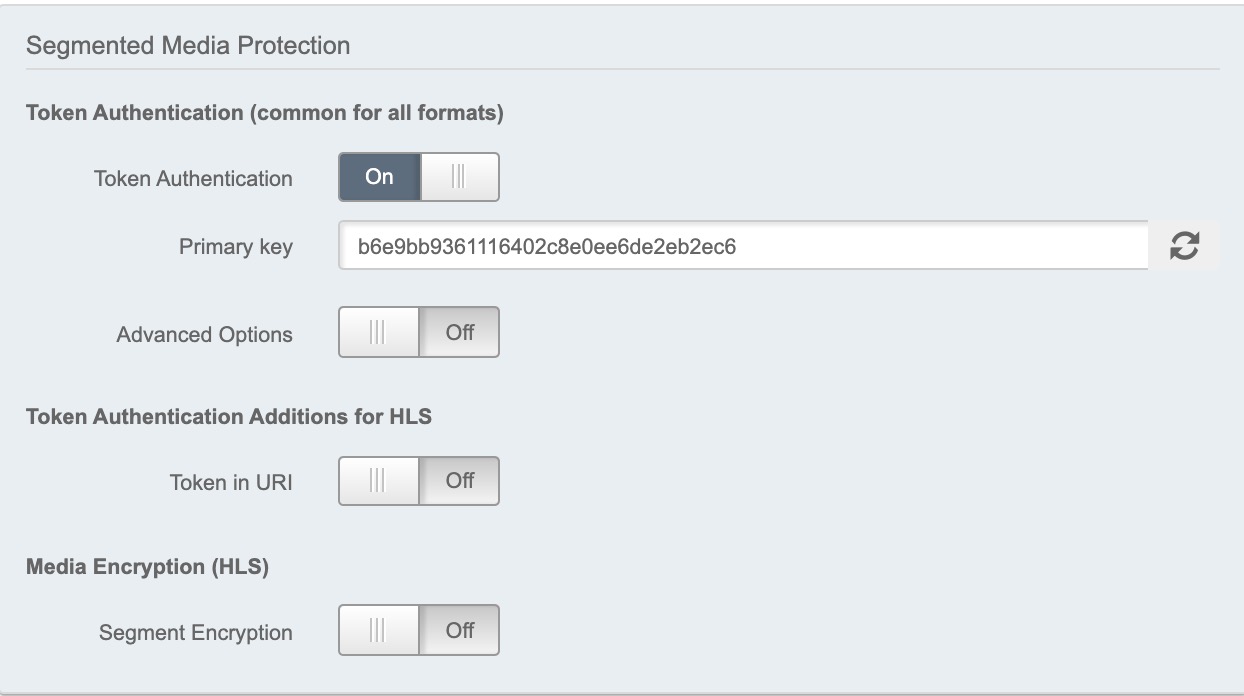 Segmented Media Protection
Token Authentication (common for all formats)
Token Authentication On
Primary key b6e9bb9361116402c8e0ee6de2eb2ec6
Advanced Options Off
Token Authentication Additions for HLS
Token in URI Off
Media Encryption (HLS)
Segment Encryption Off